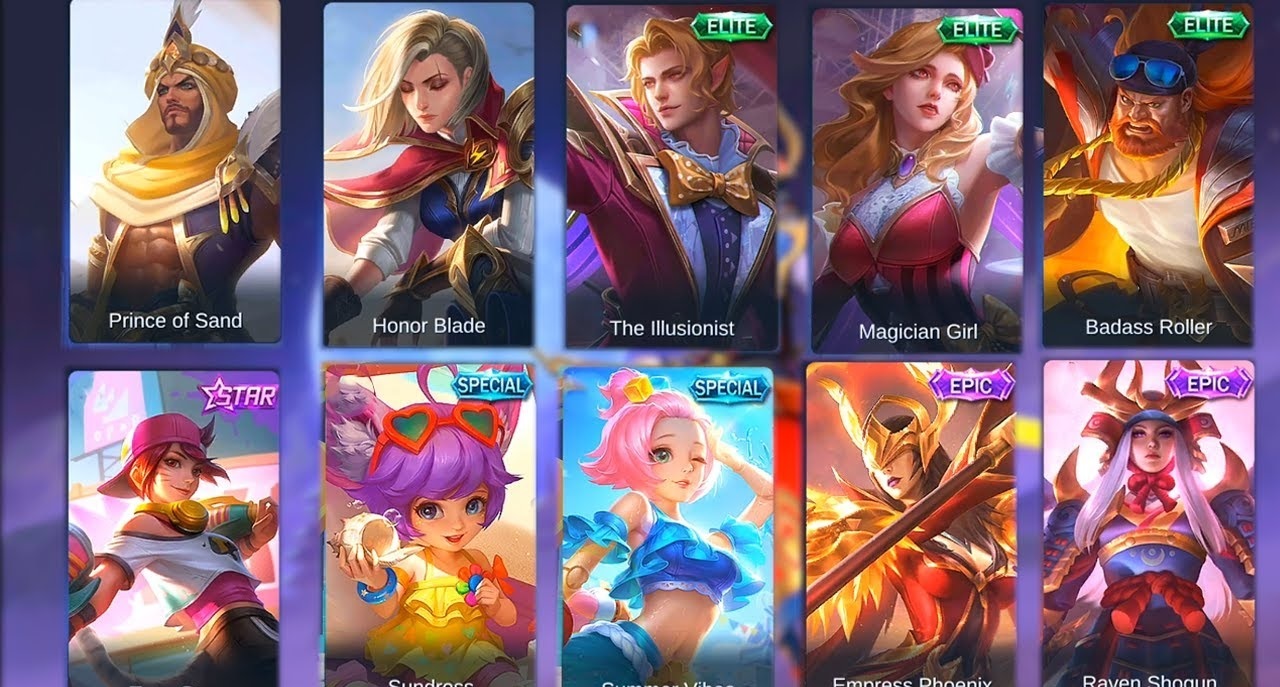 ELITE
ELITE
ELITE
Prince of Sand
Honor Blade
The Illusionist
Magician Girl
Badass Roller
STAR
SPECIAL
SPECIAL
EPIC
EPIC
Sundress
Summer Vibes
Empress Phoenix
Raven Shogun